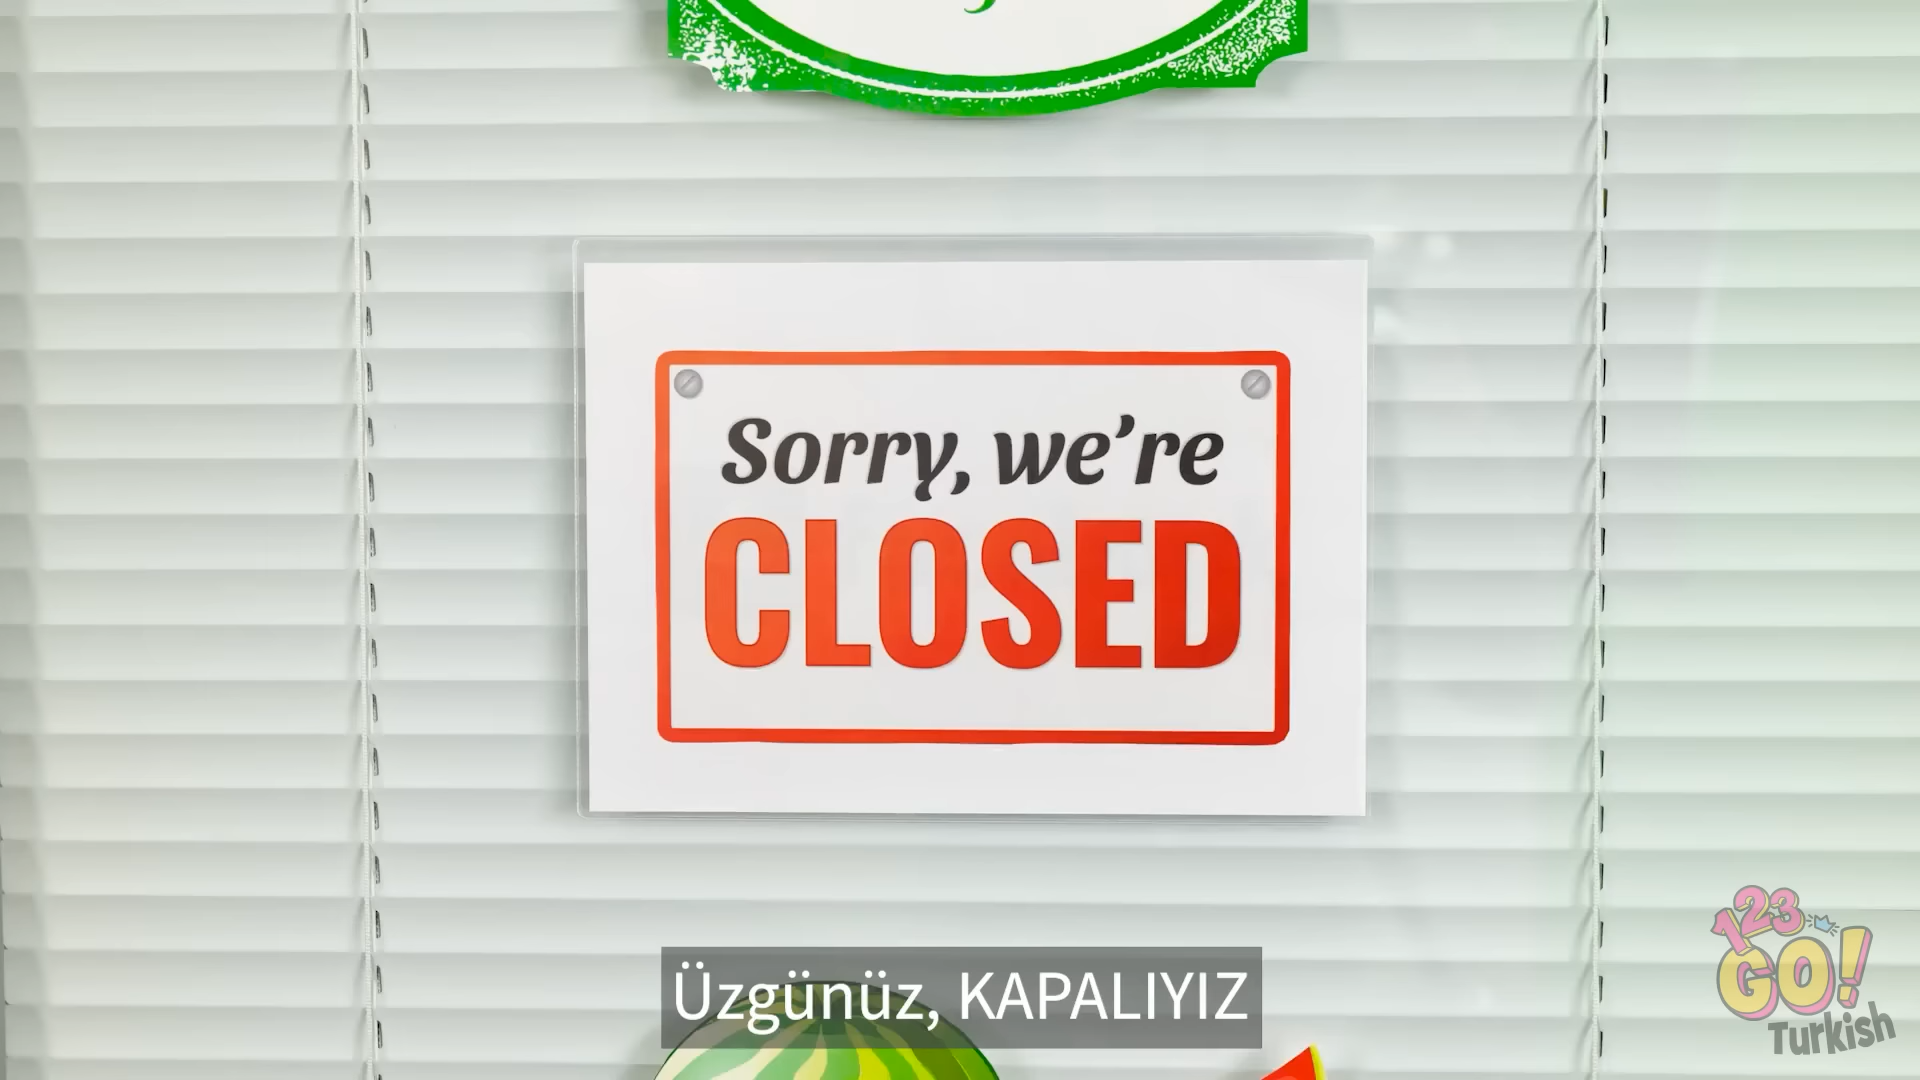 Sorry, we're
CLOSED
Üzgünüz, KAPALIYIZ
123
GO!
Turkish